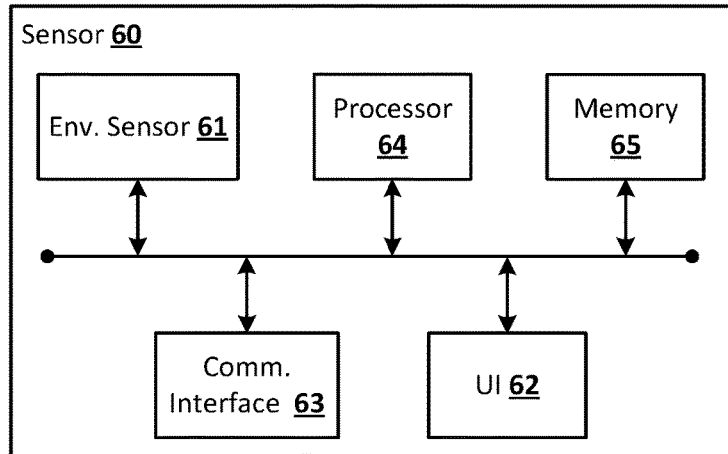 Sensor 60
Env. Sensor 61
Processor
64
Memory
65
Comm.
Interface 63
UI 62